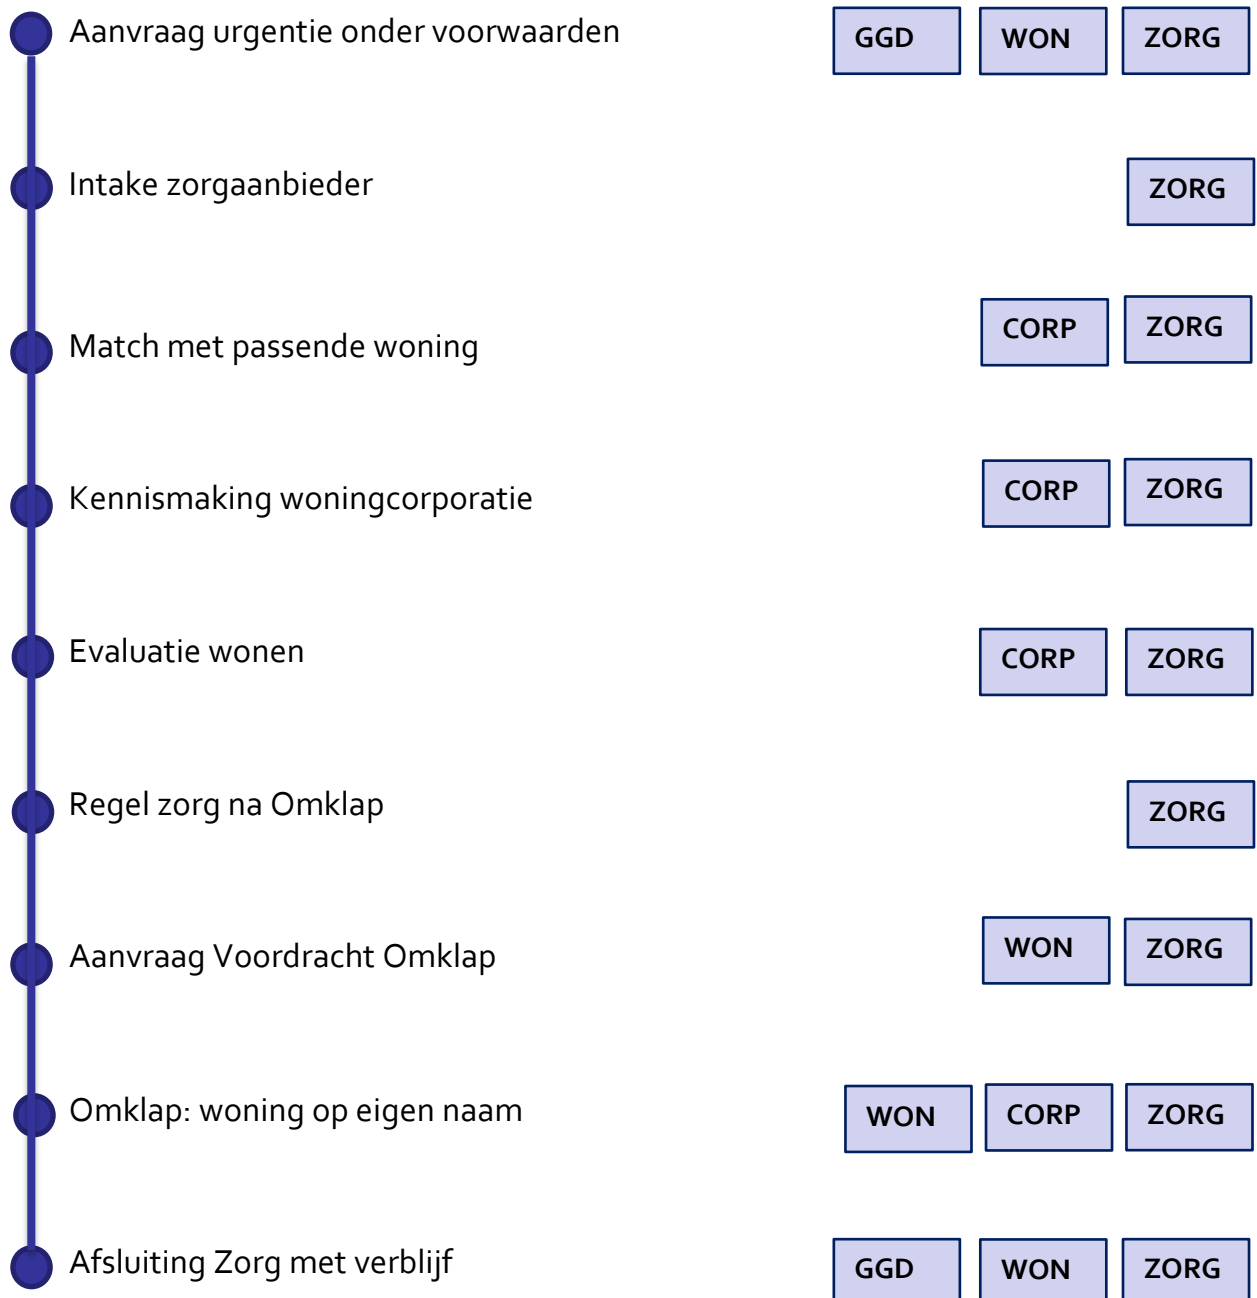 Aanvraag urgentie onder voorwaarden GGD WON ZORG
Intake zorgaanbieder ZORG
Match met passende woning CORP ZORG
Kennismaking woningcorporatie CORP ZORG
Evaluatie wonen CORP ZORG
Regel zorg na Omklap ZORG
Aanvraag Voordracht Omklap WON ZORG
Omklap: woning op eigen naam WON CORP ZORG
Afsluiting Zorg met verblijf GGD WON ZORG